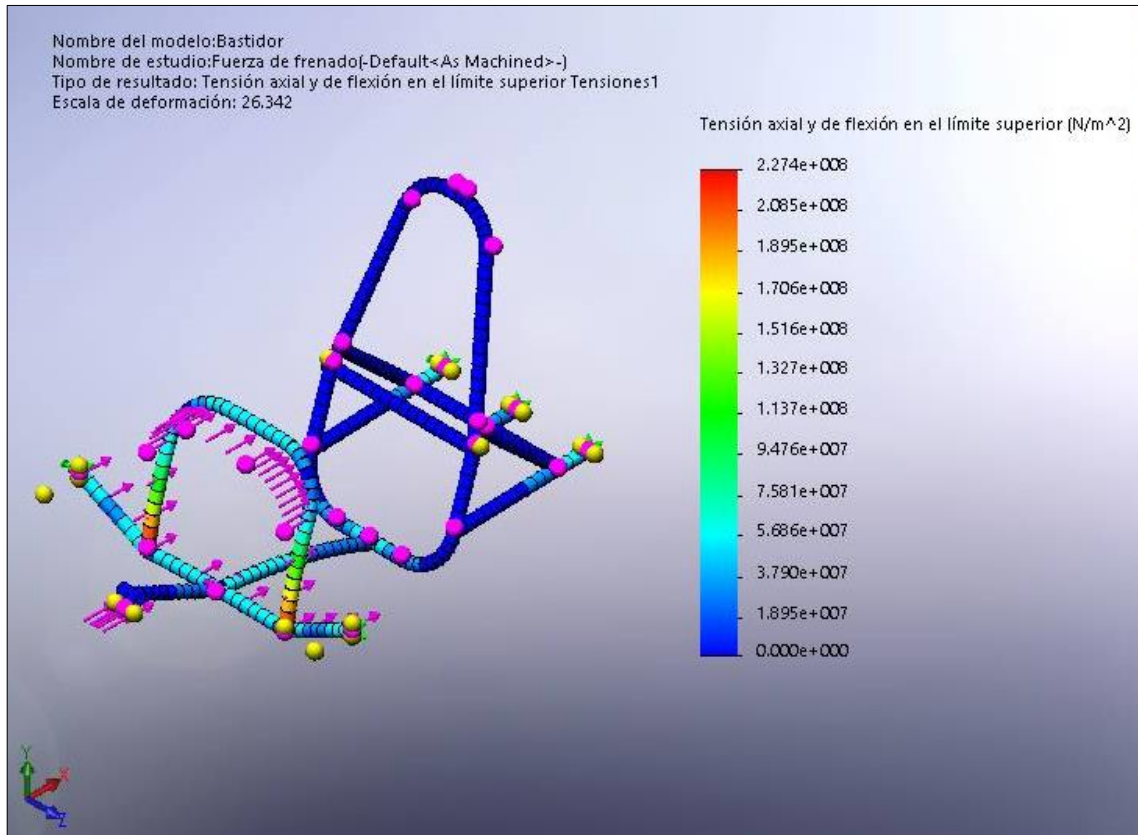 Nombre del modelo:Bastidor
Nombre de estudio:Fuerza de frenado(-Default<As Machined>-)
Tipo de resultado: Tensión axial y de flexión en el límite superior Tensiones1
Escala de deformación: 26.342
Tensión axial y de flexión en el límite superior (N/m^2)
2.274e+008
2.085e+008
1.895e+008
1.706e+008
1.516e+008
1.327e+008
1.137e+008
9.476e+007
7.581e+007
5.686e+007
3.790e+007
1.895e+007
0.000e+000
Y
X
Z